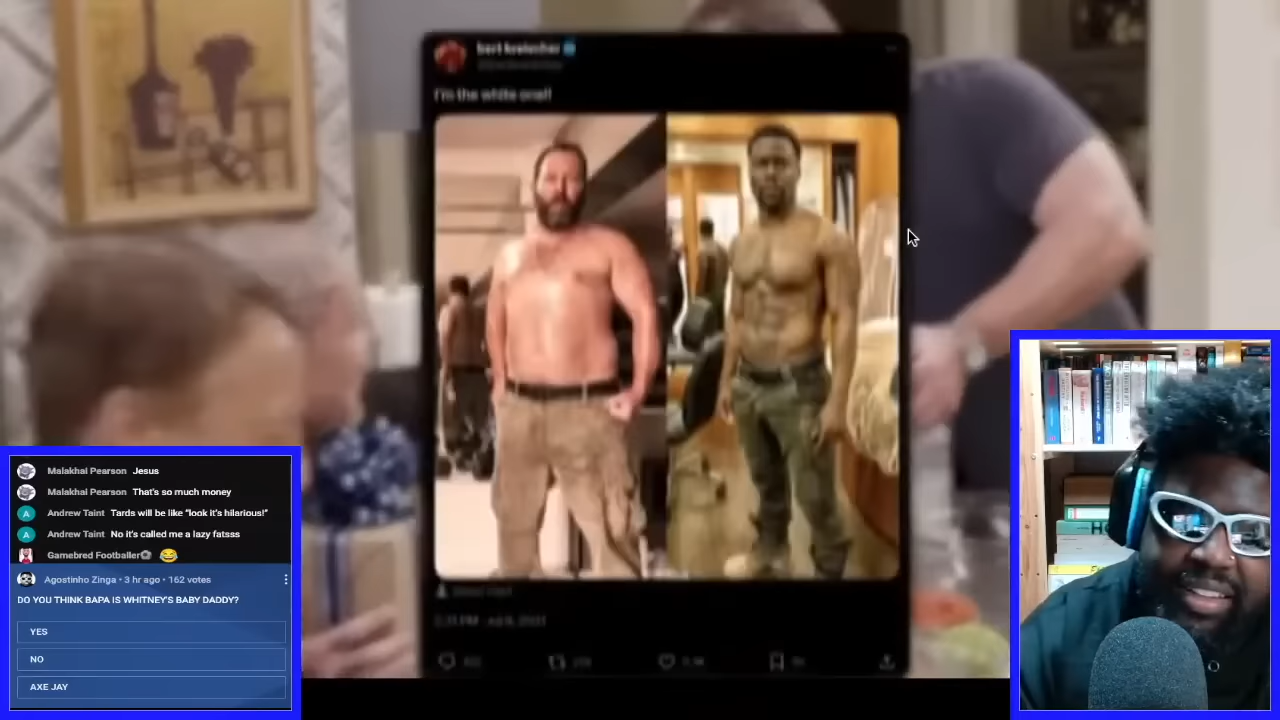 bert kreischer
I'm the white one!!
Malakhai Pearson Jesus
Malakhai Pearson That's so much money
A Andrew Taint Tards will be like "look it's hilarious!"
A Andrew Taint No it's called me a lazy fatsss
Gamebred Footballer⚽ 😂
Agostinho Zinga • 3 hr ago • 162 votes
DO YOU THINK BAPA IS WHITNEY'S BABY DADDY?
YES
NO
AXE JAY